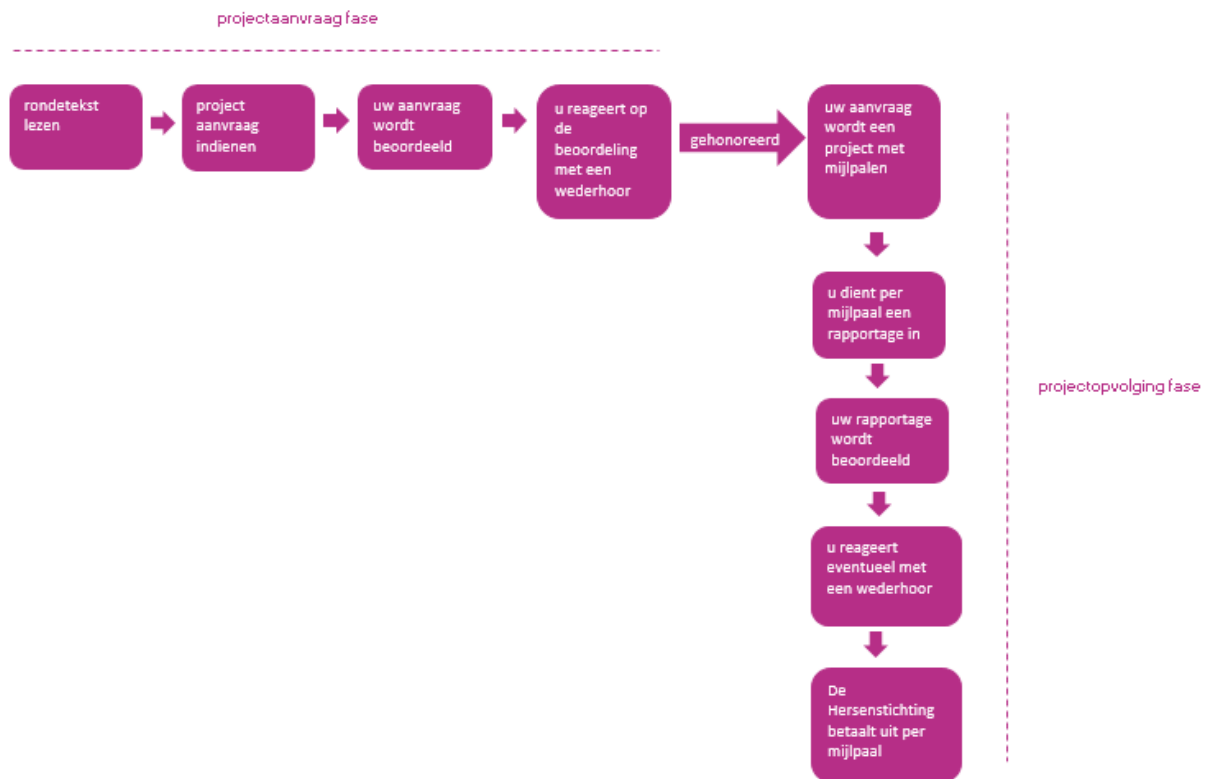 projectaanvraag fase
rondetekst
lezen
project
aanvraag
indienen
uw aanvraag
wordt
beoordeeld
u reageert op
de
beoordeling
met een
wederhoor
gehonoreerd
uw aanvraag
wordt een
project met
mijlpalen
u dient per
mijlpaal een
rapportage in
uw rapportage
wordt
beoordeeld
u reageert
eventueel met
een wederhoor
De
Hersenstichting
betaalt uit per
mijlpaal
projectopvolging fase